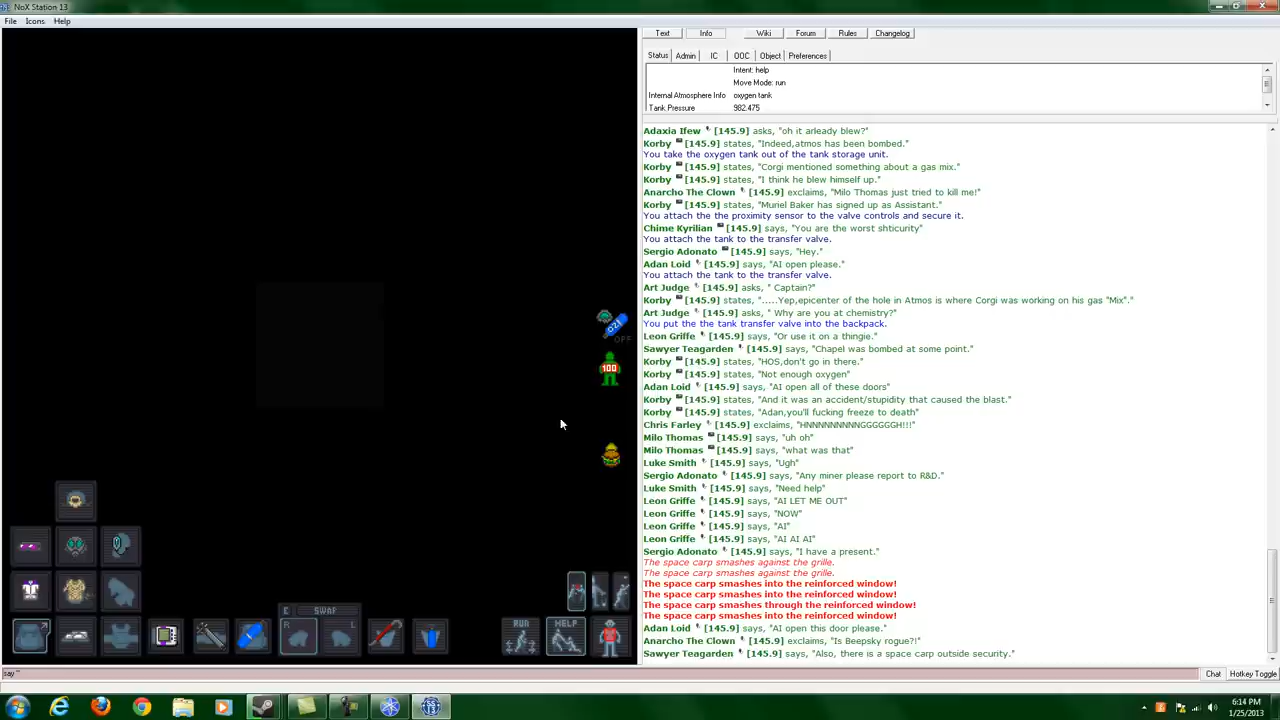 NoX Station 13
File Icons Help
Text Info Wiki Forum Rules Changelog
Status Admin IC OOC Object Preferences
Intent: help
Move Mode: run
Internal Atmosphere Info oxygen tank
Tank Pressure 982.475
Adaxia Ifew [145.9] asks, "oh it arleady blew?"
Korby [145.9] states, "Indeed,atmos has been bombed."
You take the oxygen tank out of the tank storage unit.
Korby [145.9] states, "Corgi mentioned something about a gas mix."
Korby [145.9] states, "I think he blew himself up."
Anarcho The Clown [145.9] exclaims, "Milo Thomas just tried to kill me!"
Korby [145.9] states, "Muriel Baker has signed up as Assistant."
You attach the the proximity sensor to the valve controls and secure it.
Chime Kyrilian [145.9] says, "You are the worst shticurity"
You attach the tank to the transfer valve.
Sergio Adonato [145.9] says, "Hey."
Adan Loid [145.9] says, "AI open please."
You attach the tank to the transfer valve.
Art Judge [145.9] asks, " Captain?"
Korby [145.9] states, ".....Yep,epicenter of the hole in Atmos is where Corgi was working on his gas "Mix"."
Art Judge [145.9] asks, " Why are you at chemistry?"
You put the the tank transfer valve into the backpack.
Leon Griffe [145.9] says, "Or use it on a thingie."
Sawyer Teagarden [145.9] says, "Chapel was bombed at some point."
Korby [145.9] states, "HOS,don't go in there."
Korby [145.9] states, "Not enough oxygen"
Adan Loid [145.9] says, "AI open all of these doors"
Korby [145.9] states, "And it was an accident/stupidity that caused the blast."
Korby [145.9] states, "Adan,you'll fucking freeze to death"
Chris Farley [145.9] exclaims, "HNNNNNNNNNGGGGGGH!!!"
Milo Thomas [145.9] says, "uh oh"
Milo Thomas [145.9] says, "what was that"
Luke Smith [145.9] says, "Ugh"
Sergio Adonato [145.9] says, "Any miner please report to R&D."
Luke Smith [145.9] says, "Need help"
Leon Griffe [145.9] says, "AI LET ME OUT"
Leon Griffe [145.9] says, "NOW"
Leon Griffe [145.9] says, "AI"
Leon Griffe [145.9] says, "AI AI AI"
Sergio Adonato [145.9] says, "I have a present."
The space carp smashes against the grille.
The space carp smashes against the grille.
The space carp smashes into the reinforced window!
The space carp smashes into the reinforced window!
The space carp smashes through the reinforced window!
The space carp smashes into the reinforced window!
Adan Loid [145.9] says, "AI open this door please."
Anarcho The Clown [145.9] exclaims, "Is Beepsky rogue?!"
Sawyer Teagarden [145.9] says, "Also, there is a space carp outside security."
OFF
100
E SWAP
R L
RUN HELP
say "
Chat Hotkey Toggle
6:14 PM
1/25/2013